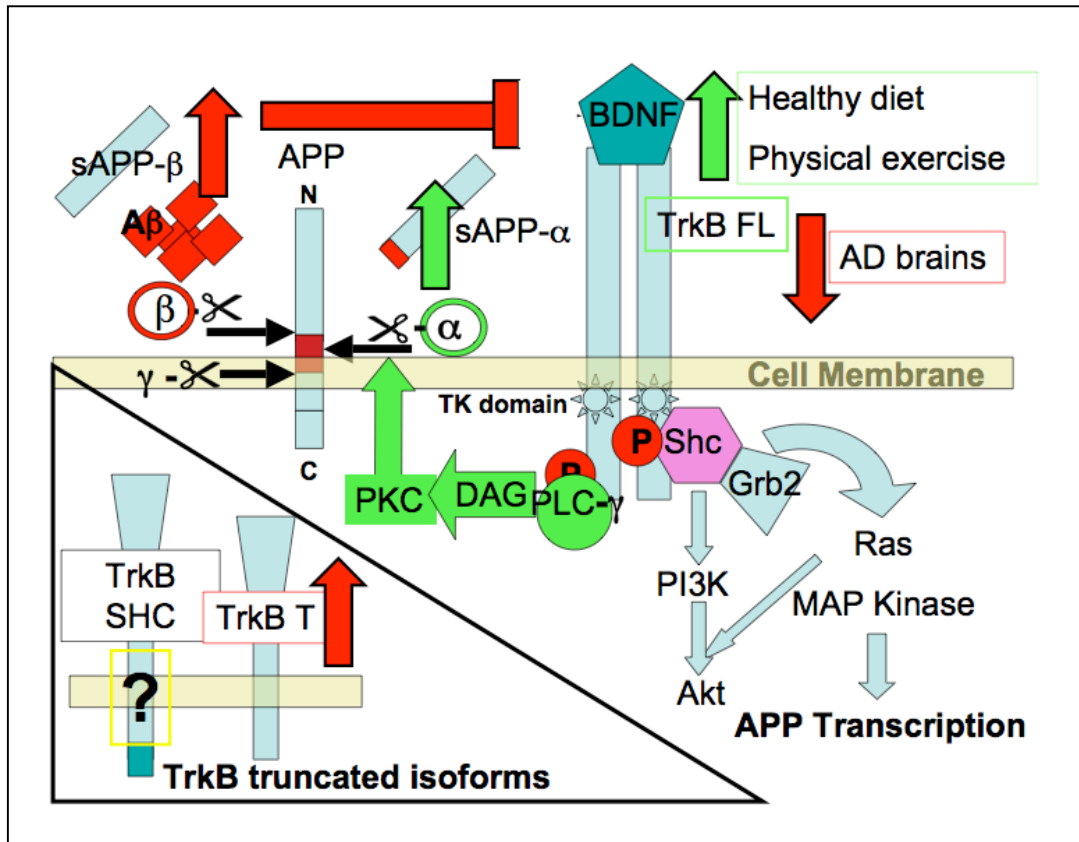 BDNF
Healthy diet
Physical exercise
sAPP-β
APP
N
Aβ
sAPP-α
TrkB FL
AD brains
β
α
γ -
Cell Membrane
TK domain
C
P
Shc
Grb2
P
PKC
DAG
PLC-γ
Ras
PI3K
MAP Kinase
Akt
APP Transcription
TrkB
SHC
TrkB T
?
TrkB truncated isoforms